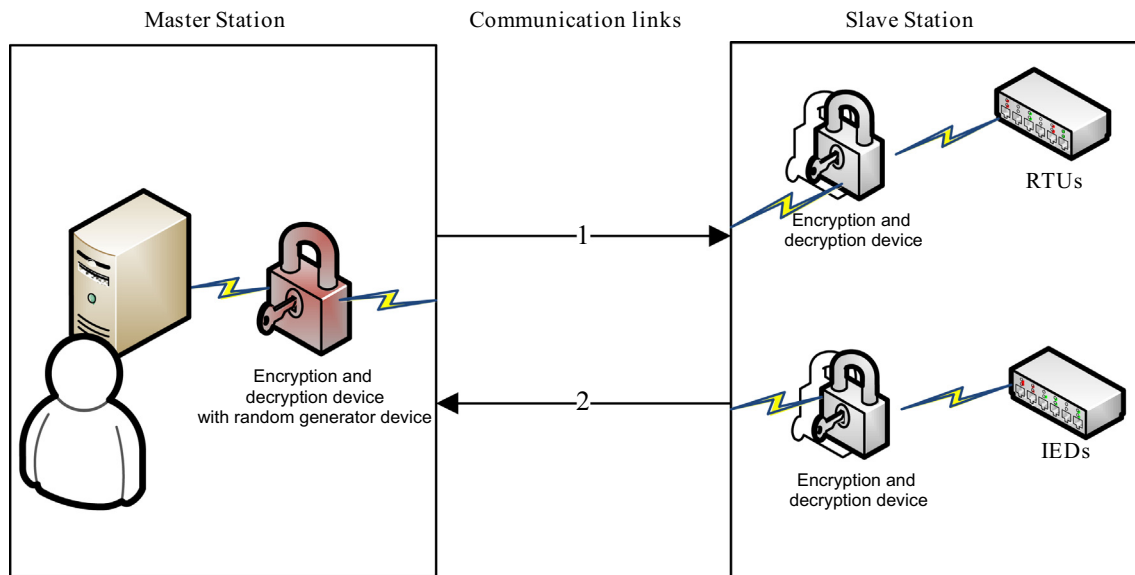 Master Station
Communication links
Slave Station
RTUs
Encryption and
decryption device
1
Encryption and
decryption device
with random generator device
2
IEDs
Encryption and
decryption device